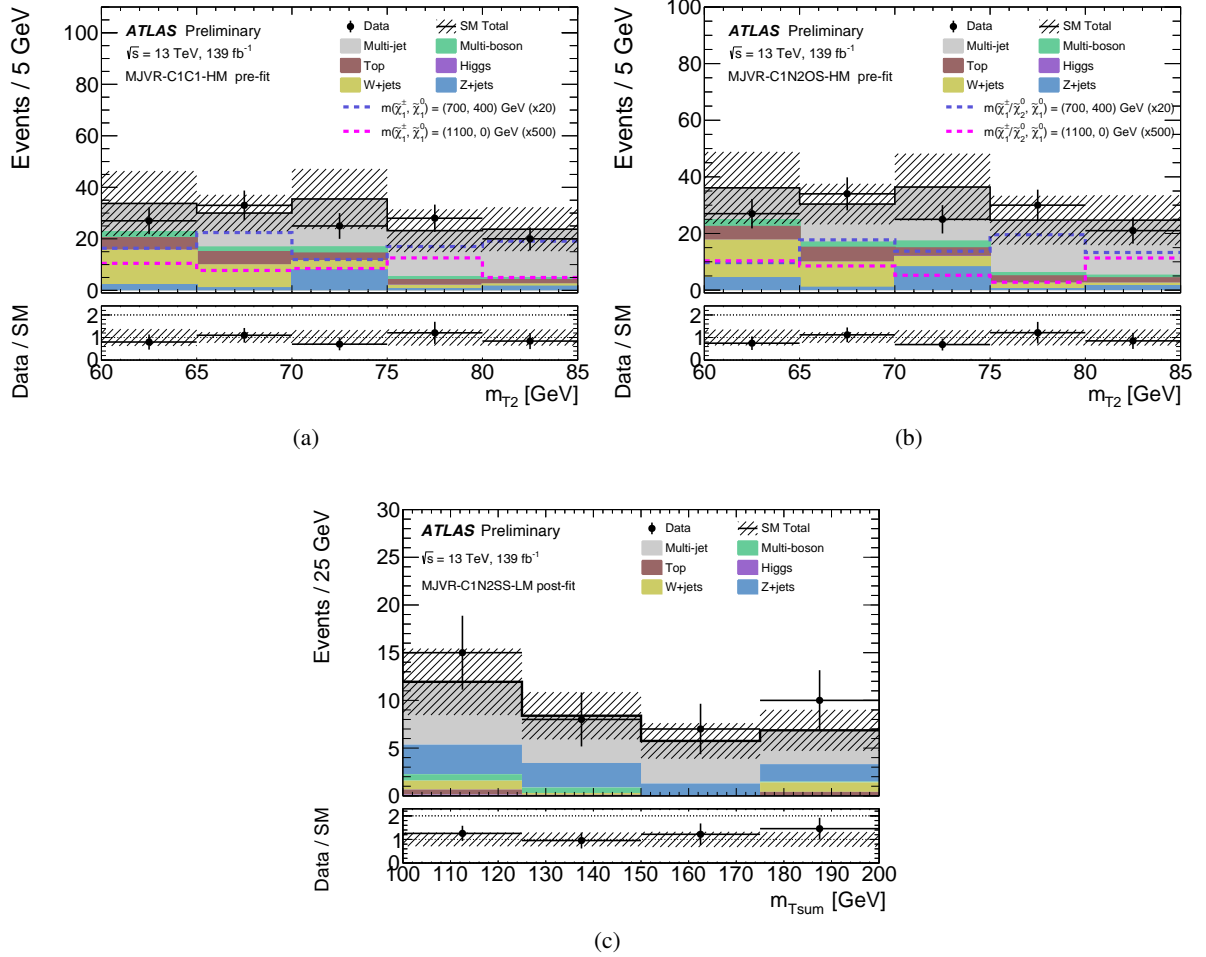 Events / 5 GeV
100
80
60
40
20
0
ATLAS Preliminary
√s = 13 TeV, 139 fb⁻¹
MJVR-C1C1-HM pre-fit
Data
SM Total
Multi-jet
Multi-boson
Top
Higgs
W+jets
Z+jets
m(χ̃₁±, χ̃₁⁰) = (700, 400) GeV (x20)
m(χ̃₁±, χ̃₁⁰) = (1100, 0) GeV (x500)
Data / SM
2
1
0
60 65 70 75 80 85
m_T2 [GeV]
(a)
Events / 5 GeV
100
80
60
40
20
0
ATLAS Preliminary
√s = 13 TeV, 139 fb⁻¹
MJVR-C1N2OS-HM pre-fit
Data
SM Total
Multi-jet
Multi-boson
Top
Higgs
W+jets
Z+jets
m(χ̃₁±/χ̃₂⁰, χ̃₁⁰) = (700, 400) GeV (x20)
m(χ̃₁±/χ̃₂⁰, χ̃₁⁰) = (1100, 0) GeV (x500)
Data / SM
2
1
0
60 65 70 75 80 85
m_T2 [GeV]
(b)
Events / 25 GeV
30
25
20
15
10
5
0
ATLAS Preliminary
√s = 13 TeV, 139 fb⁻¹
MJVR-C1N2SS-LM post-fit
Data
SM Total
Multi-jet
Multi-boson
Top
Higgs
W+jets
Z+jets
Data / SM
2
1
0
100 110 120 130 140 150 160 170 180 190 200
m_Tsum [GeV]
(c)